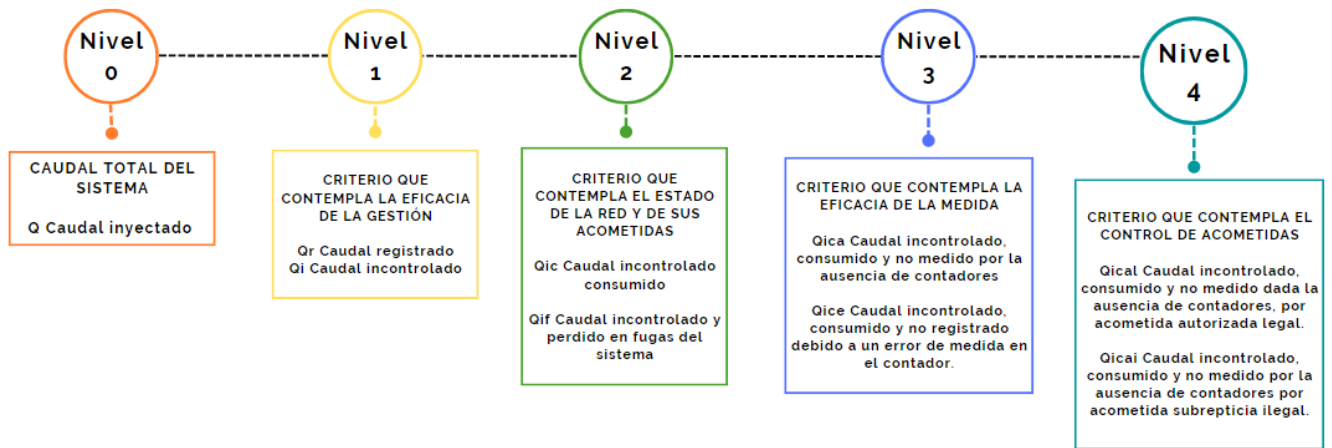 Nivel
0
CAUDAL TOTAL DEL
SISTEMA
Q Caudal inyectado
Nivel
1
CRITERIO QUE
CONTEMPLA LA EFICACIA
DE LA GESTIÓN
Qr Caudal registrado
Qi Caudal incontrolado
Nivel
2
CRITERIO QUE
CONTEMPLA EL ESTADO
DE LA RED Y DE SUS
ACOMETIDAS
Qic Caudal incontrolado
consumido
Qif Caudal incontrolado y
perdido en fugas del
sistema
Nivel
3
CRITERIO QUE CONTEMPLA LA
EFICACIA DE LA MEDIDA
Qica Caudal incontrolado,
consumido y no medido por la
ausencia de contadores
Qice Caudal incontrolado,
consumido y no registrado
debido a un error de medida en
el contador.
Nivel
4
CRITERIO QUE CONTEMPLA EL
CONTROL DE ACOMETIDAS
Qical Caudal incontrolado,
consumido y no medido dada la
ausencia de contadores, por
acometida autorizada legal.
Qicai Caudal incontrolado,
consumido y no medido por la
ausencia de contadores por
acometida subrepticia ilegal.